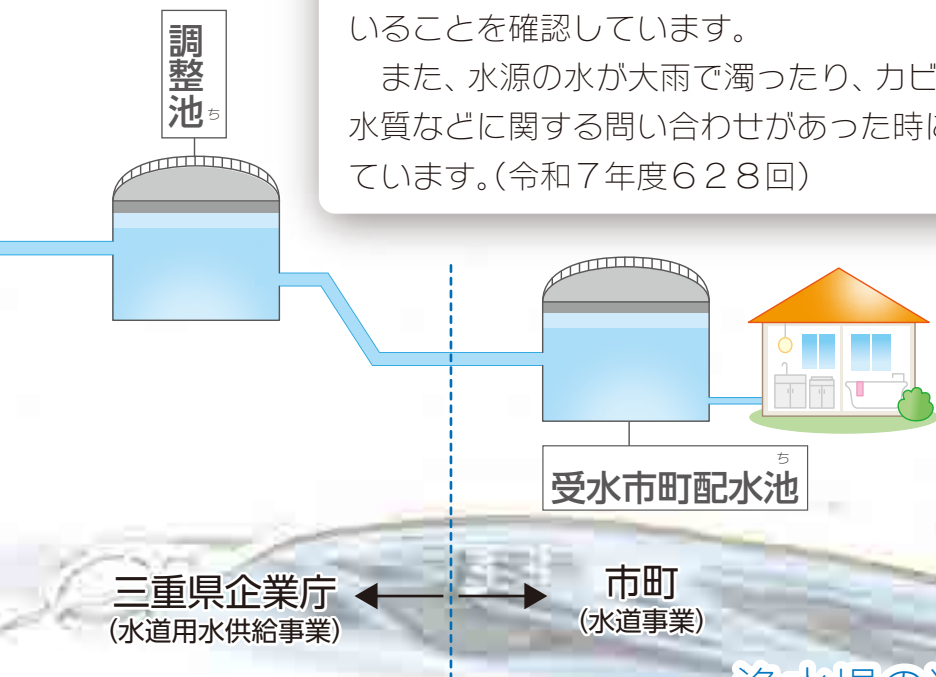 いることを確認しています。
また、水源の水が大雨で濁ったり、カビ
水質などに関する問い合わせがあった時に
ています。(令和7年度628回)
調整池
ち
ち
受水市町配水池
三重県企業庁
(水道用水供給事業)
市町
(水道事業)